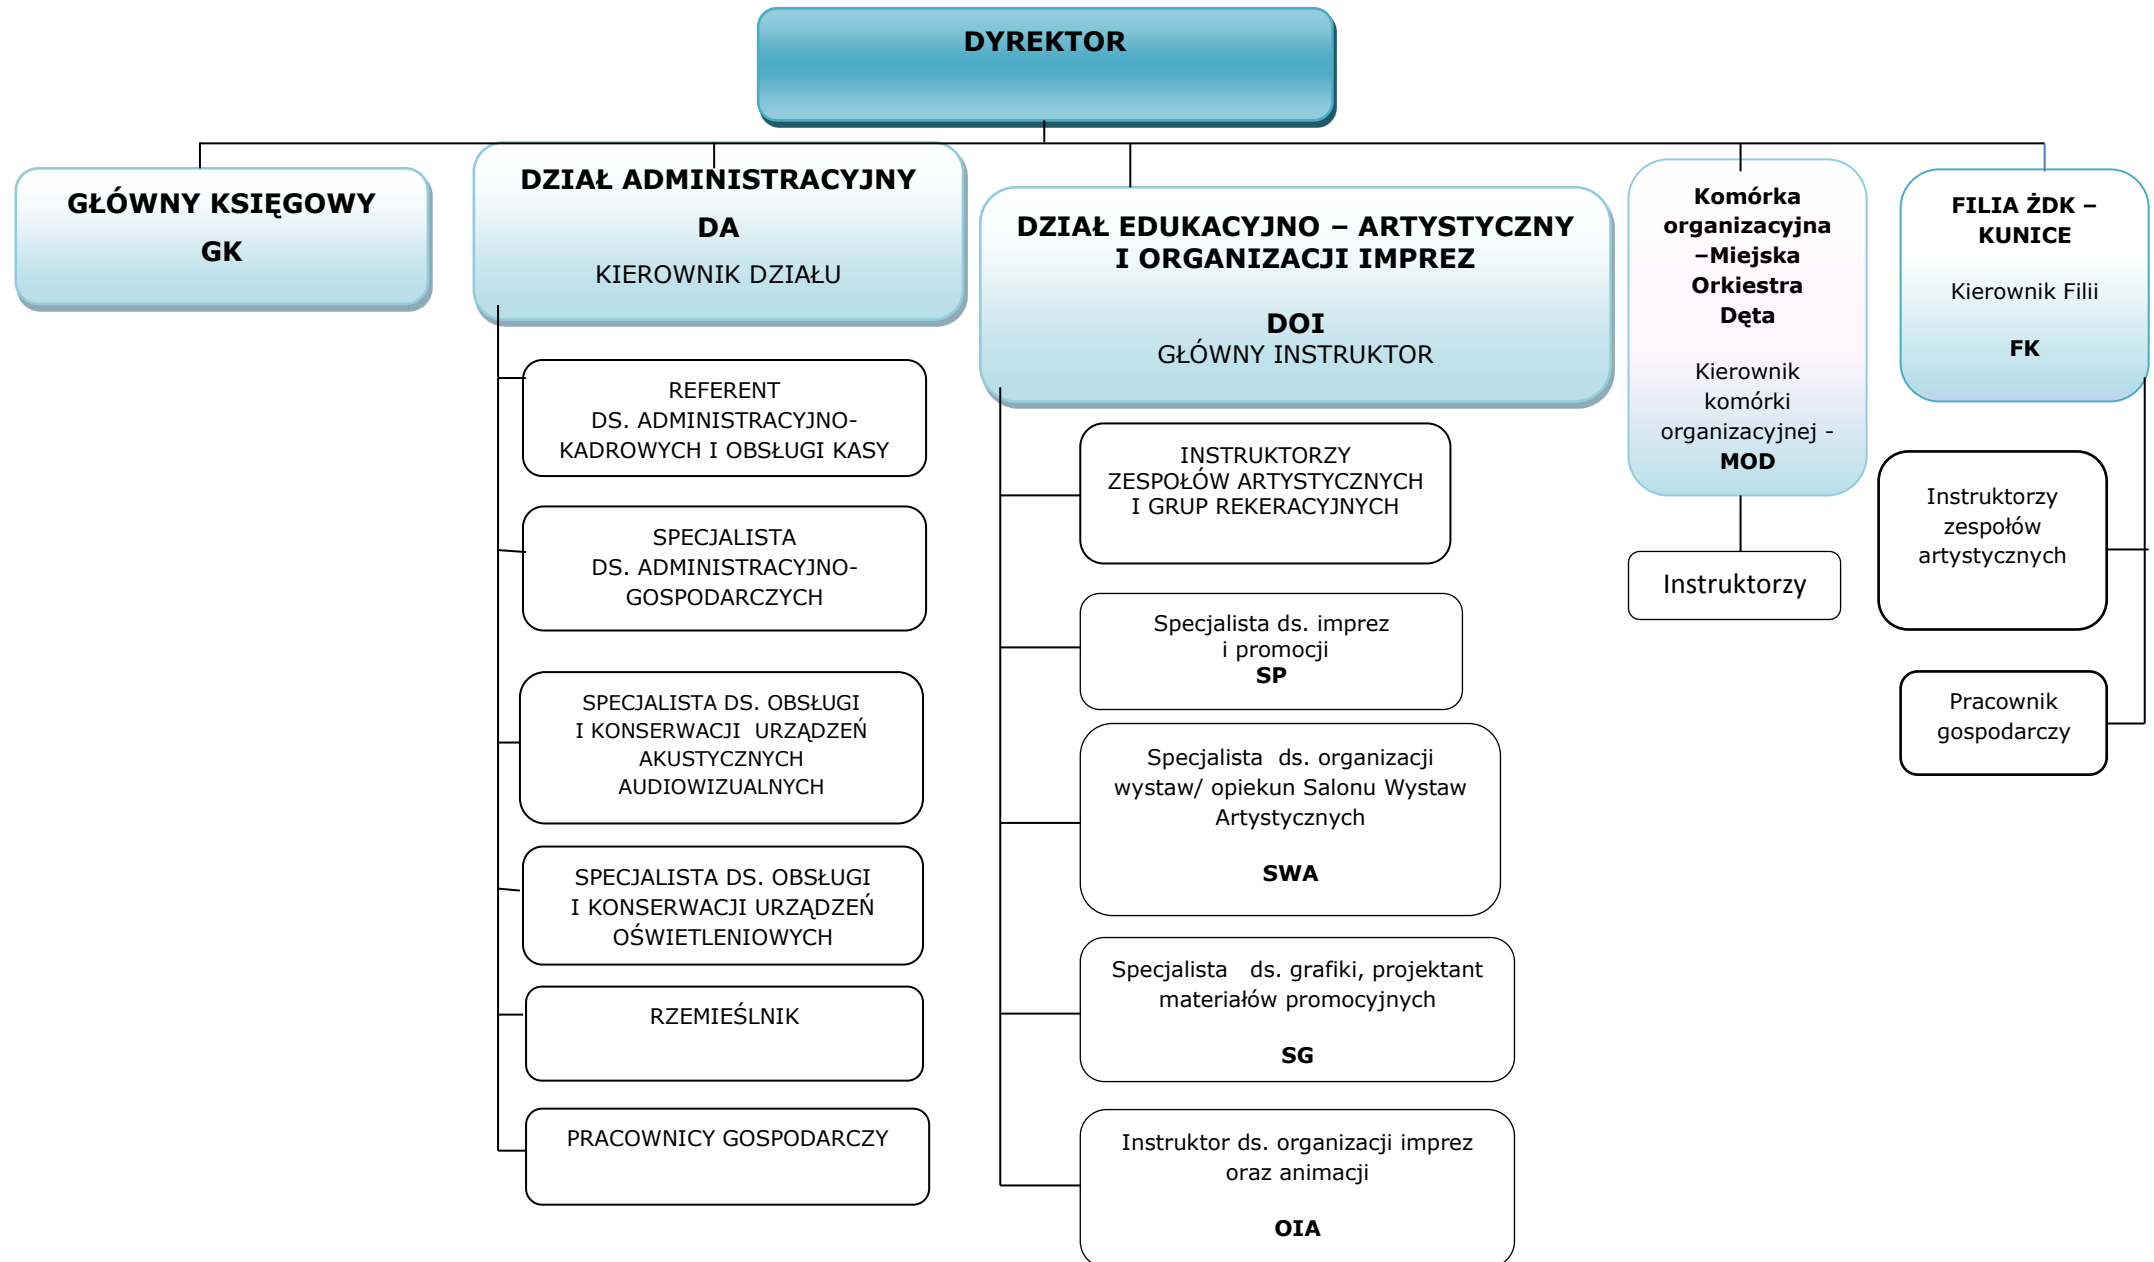 DYREKTOR
GŁÓWNY KSIĘGOWY
GK
DZIAŁ ADMINISTRACYJNY
DA
KIEROWNIK DZIAŁU
REFERENT
DS. ADMINISTRACYJNO-
KADROWYCH I OBSŁUGI KASY
SPECJALISTA
DS. ADMINISTRACYJNO-
GOSPODARCZYCH
SPECJALISTA DS. OBSŁUGI
I KONSERWACJI URZĄDZEŃ
AKUSTYCZNYCH
AUDIOWIZUALNYCH
SPECJALISTA DS. OBSŁUGI
I KONSERWACJI URZĄDZEŃ
OŚWIETLENIOWYCH
RZEMIEŚLNIK
PRACOWNICY GOSPODARCZY
DZIAŁ EDUKACYJNO – ARTYSTYCZNY
I ORGANIZACJI IMPREZ
DOI
GŁÓWNY INSTRUKTOR
INSTRUKTORZY
ZESPOŁÓW ARTYSTYCZNYCH
I GRUP REKERACYJNYCH
Specjalista ds. imprez
i promocji
SP
Specjalista ds. organizacji
wystaw/ opiekun Salonu Wystaw
Artystycznych
SWA
Specjalista ds. grafiki, projektant
materiałów promocyjnych
SG
Instruktor ds. organizacji imprez
oraz animacji
OIA
Komórka
organizacyjna
–Miejska
Orkiestra
Dęta
Kierownik
komórki
organizacyjnej -
MOD
Instruktorzy
FILIA ŻDK –
KUNICE
Kierownik Filii
FK
Instruktorzy
zespołów
artystycznych
Pracownik
gospodarczy